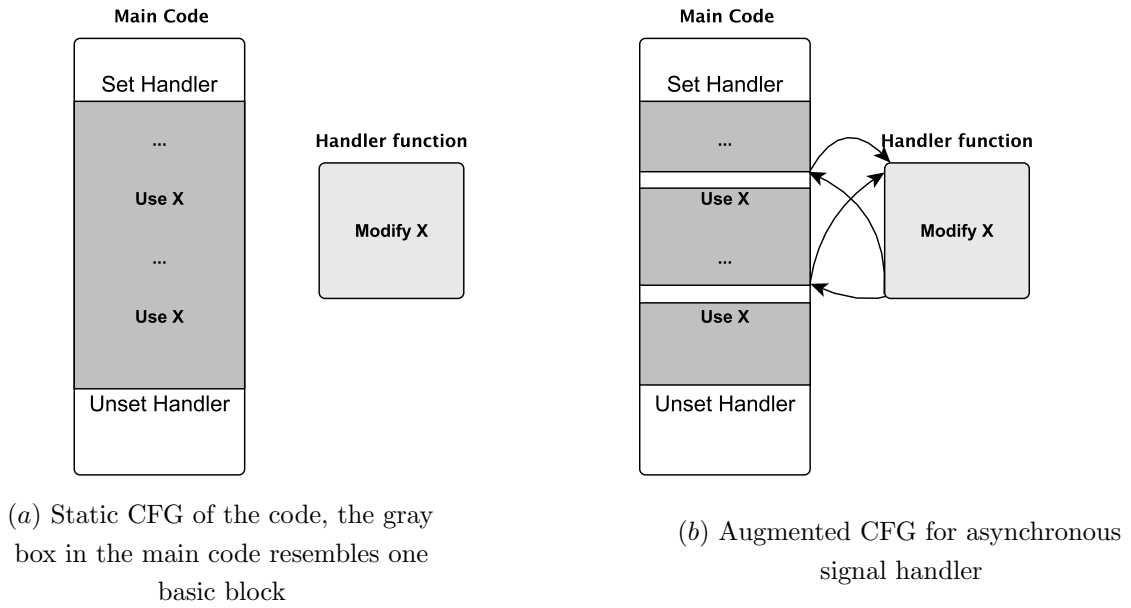 Main Code
Set Handler
...
Use X
...
Use X
Unset Handler
Handler function
Modify X
(a) Static CFG of the code, the gray
box in the main code resembles one
basic block
Main Code
Set Handler
...
Use X
...
Use X
Unset Handler
Handler function
Modify X
(b) Augmented CFG for asynchronous
signal handler